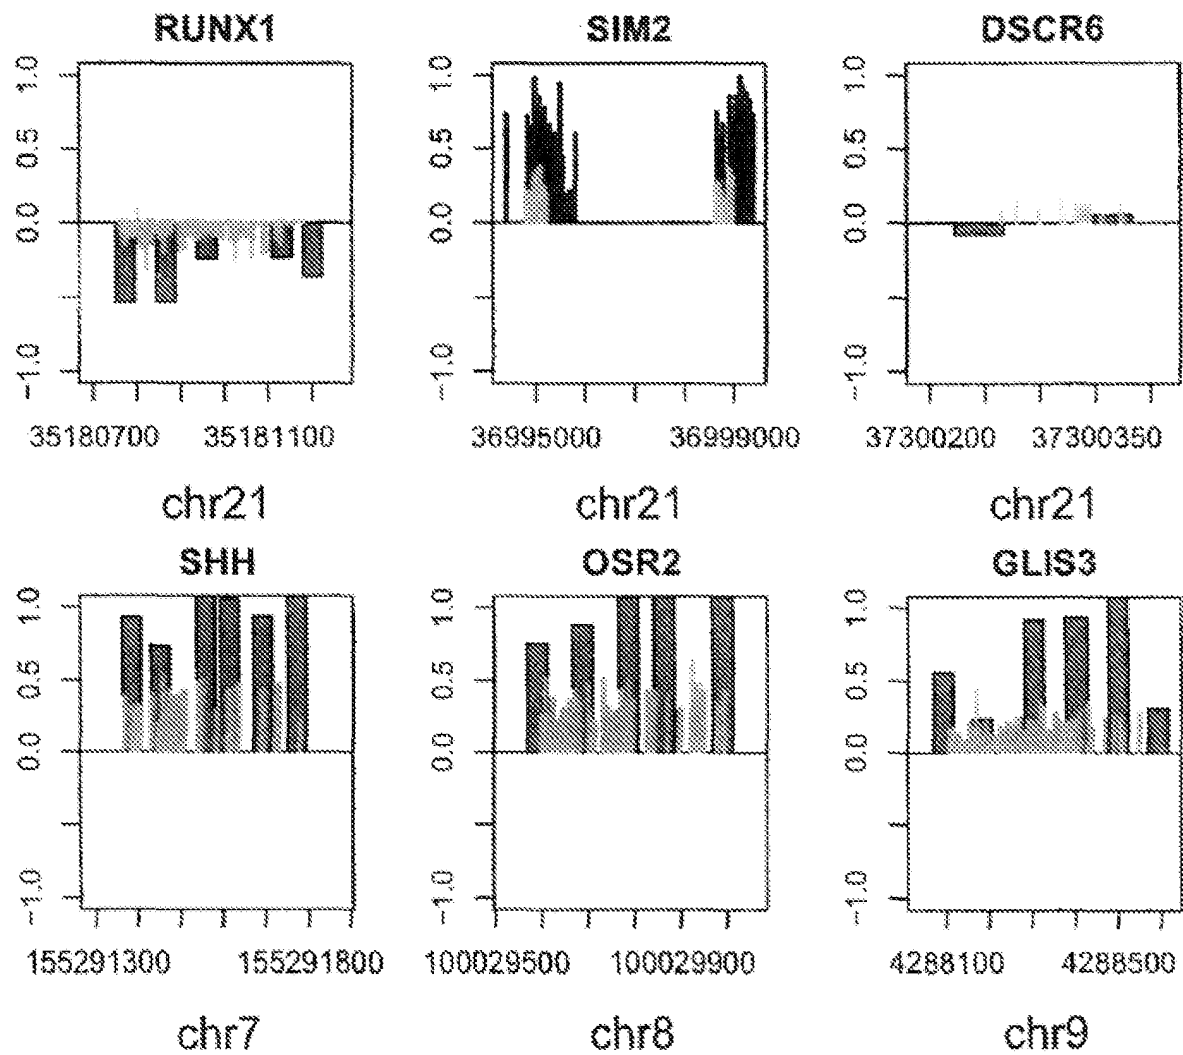 RUNX1 SIM2 DSCR6
1.0 1.0 1.0
0.5 0.5 0.5
0.0 0.0 0.0
−1.0 −1.0 −1.0
35180700 35181100 36995000 36999000 37300200 37300350
chr21 chr21 chr21
SHH OSR2 GLIS3
1.0 1.0 1.0
0.5 0.5 0.5
0.0 0.0 0.0
−1.0 −1.0 −1.0
155291300 155291800 100029500 100029900 4288100 4288500
chr7 chr8 chr9